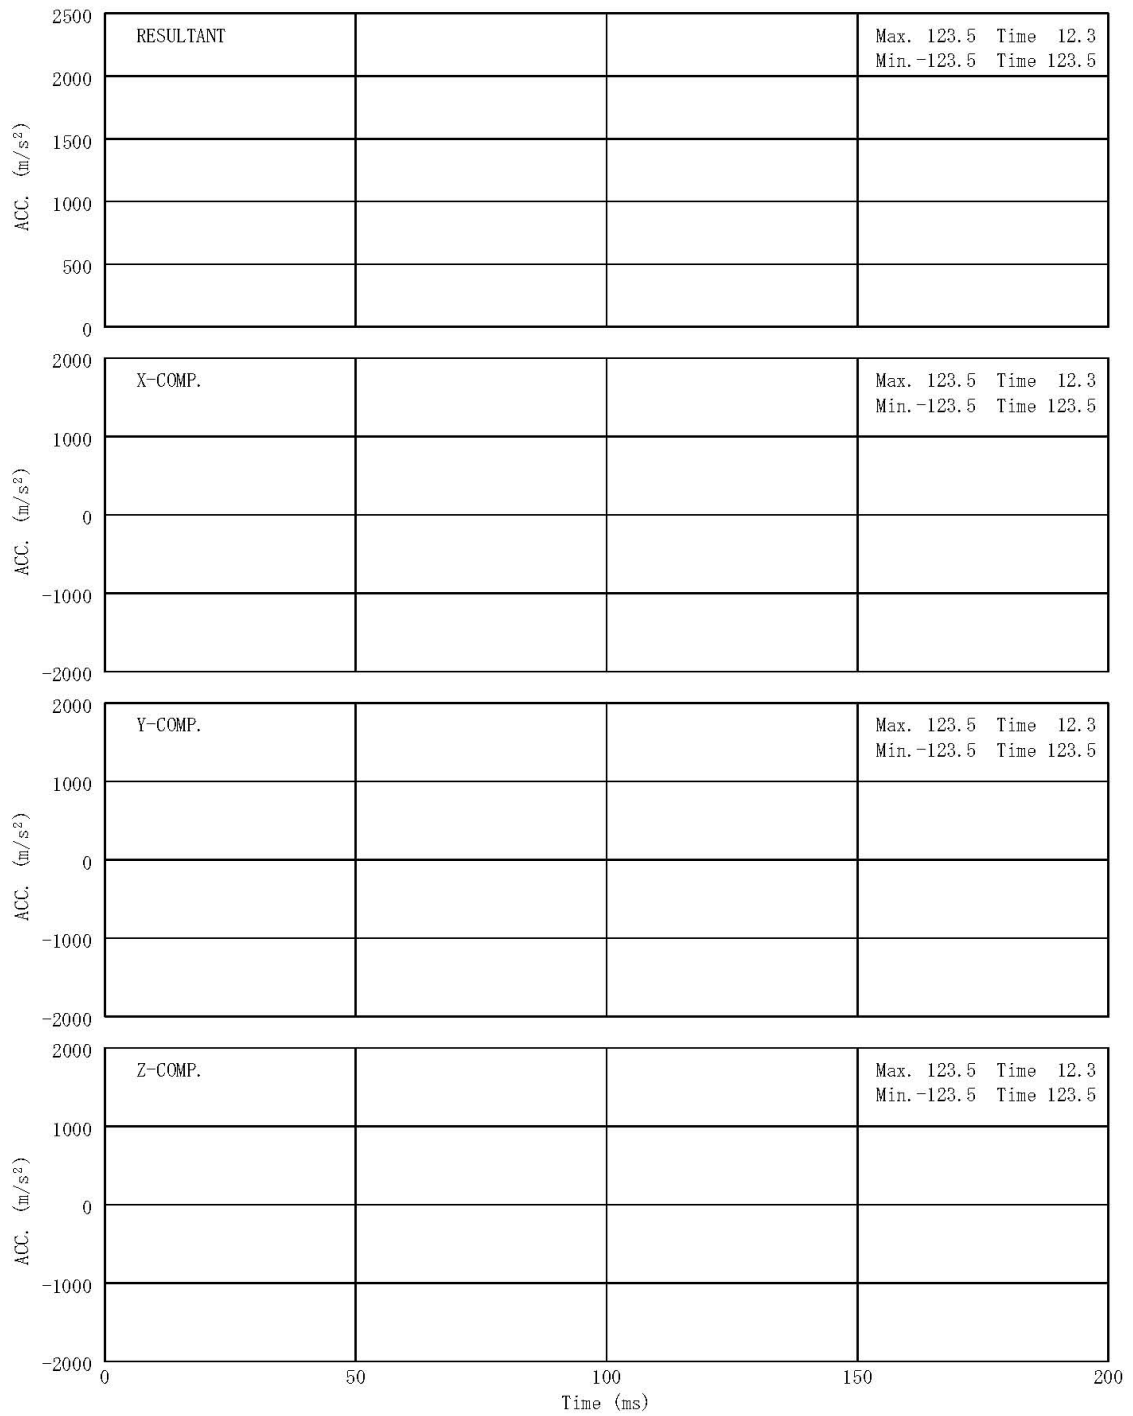 2500
RESULTANT
Max. 123.5 Time 12.3
Min.-123.5 Time 123.5
2000
1500
ACC. (m/s²)
1000
500
0
2000
X-COMP.
Max. 123.5 Time 12.3
Min.-123.5 Time 123.5
1000
ACC. (m/s²)
0
-1000
-2000
2000
Y-COMP.
Max. 123.5 Time 12.3
Min.-123.5 Time 123.5
1000
ACC. (m/s²)
0
-1000
-2000
2000
Z-COMP.
Max. 123.5 Time 12.3
Min.-123.5 Time 123.5
1000
ACC. (m/s²)
0
-1000
-2000
0 50 100 150 200
Time (ms)